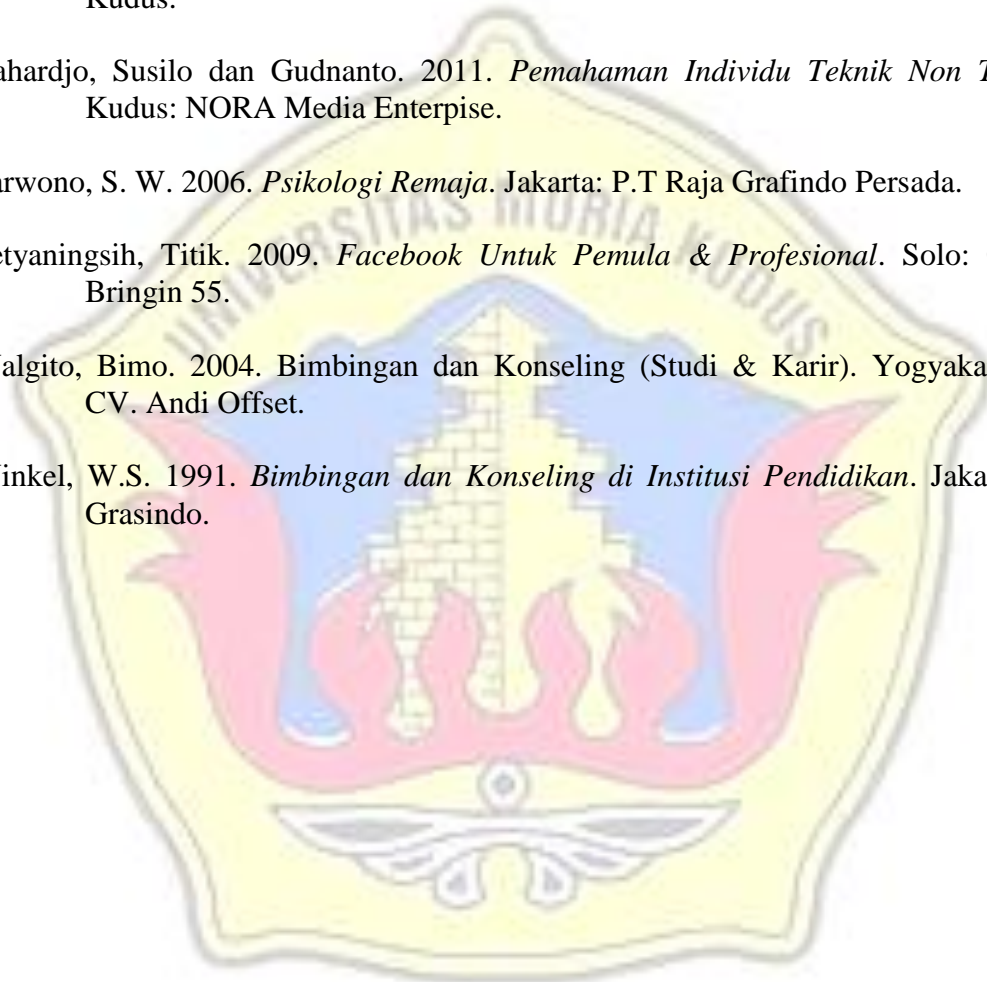 Kudus.
ahardjo, Susilo dan Gudnanto. 2011. Pemahaman Individu Teknik Non T
Kudus: NORA Media Enterpise.
arwono, S. W. 2006. Psikologi Remaja. Jakarta: P.T Raja Grafindo Persada.
etyaningsih, Titik. 2009. Facebook Untuk Pemula & Profesional. Solo:
Bringin 55.
algito, Bimo. 2004. Bimbingan dan Konseling (Studi & Karir). Yogyaka
CV. Andi Offset.
inkel, W.S. 1991. Bimbingan dan Konseling di Institusi Pendidikan. Jaka
Grasindo.
UNIVERSITAS MURIA KUDUS